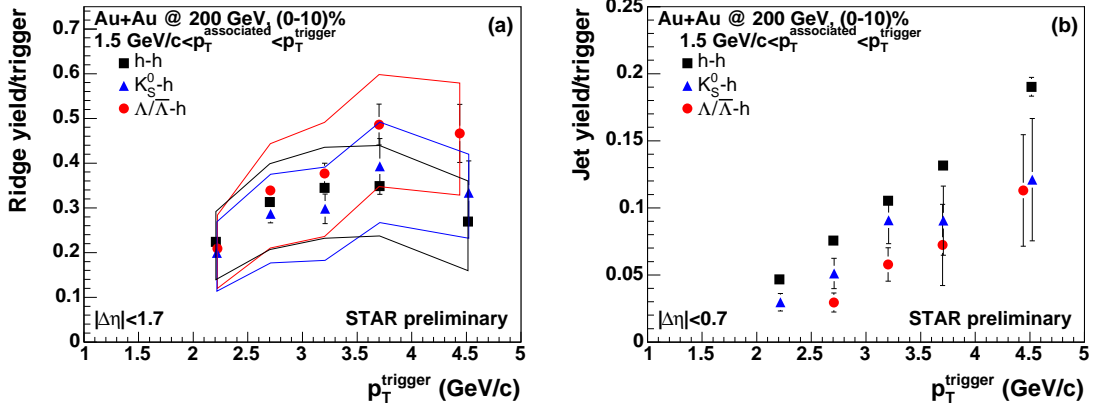 Au+Au @ 200 GeV, (0-10)%
(a)
1.5 GeV/c<p_T^associated<p_T^trigger
h-h
K_S^0-h
Λ/Λ̅-h
Ridge yield/trigger
0.7
0.6
0.5
0.4
0.3
0.2
0.1
0
|Δη|<1.7
STAR preliminary
1 1.5 2 2.5 3 3.5 4 4.5 5
p_T^trigger (GeV/c)
Au+Au @ 200 GeV, (0-10)%
(b)
1.5 GeV/c<p_T^associated<p_T^trigger
h-h
K_S^0-h
Λ/Λ̅-h
Jet yield/trigger
0.2
0.15
0.1
0.05
0
|Δη|<0.7
STAR preliminary
1 1.5 2 2.5 3 3.5 4 4.5 5
p_T^trigger (GeV/c)